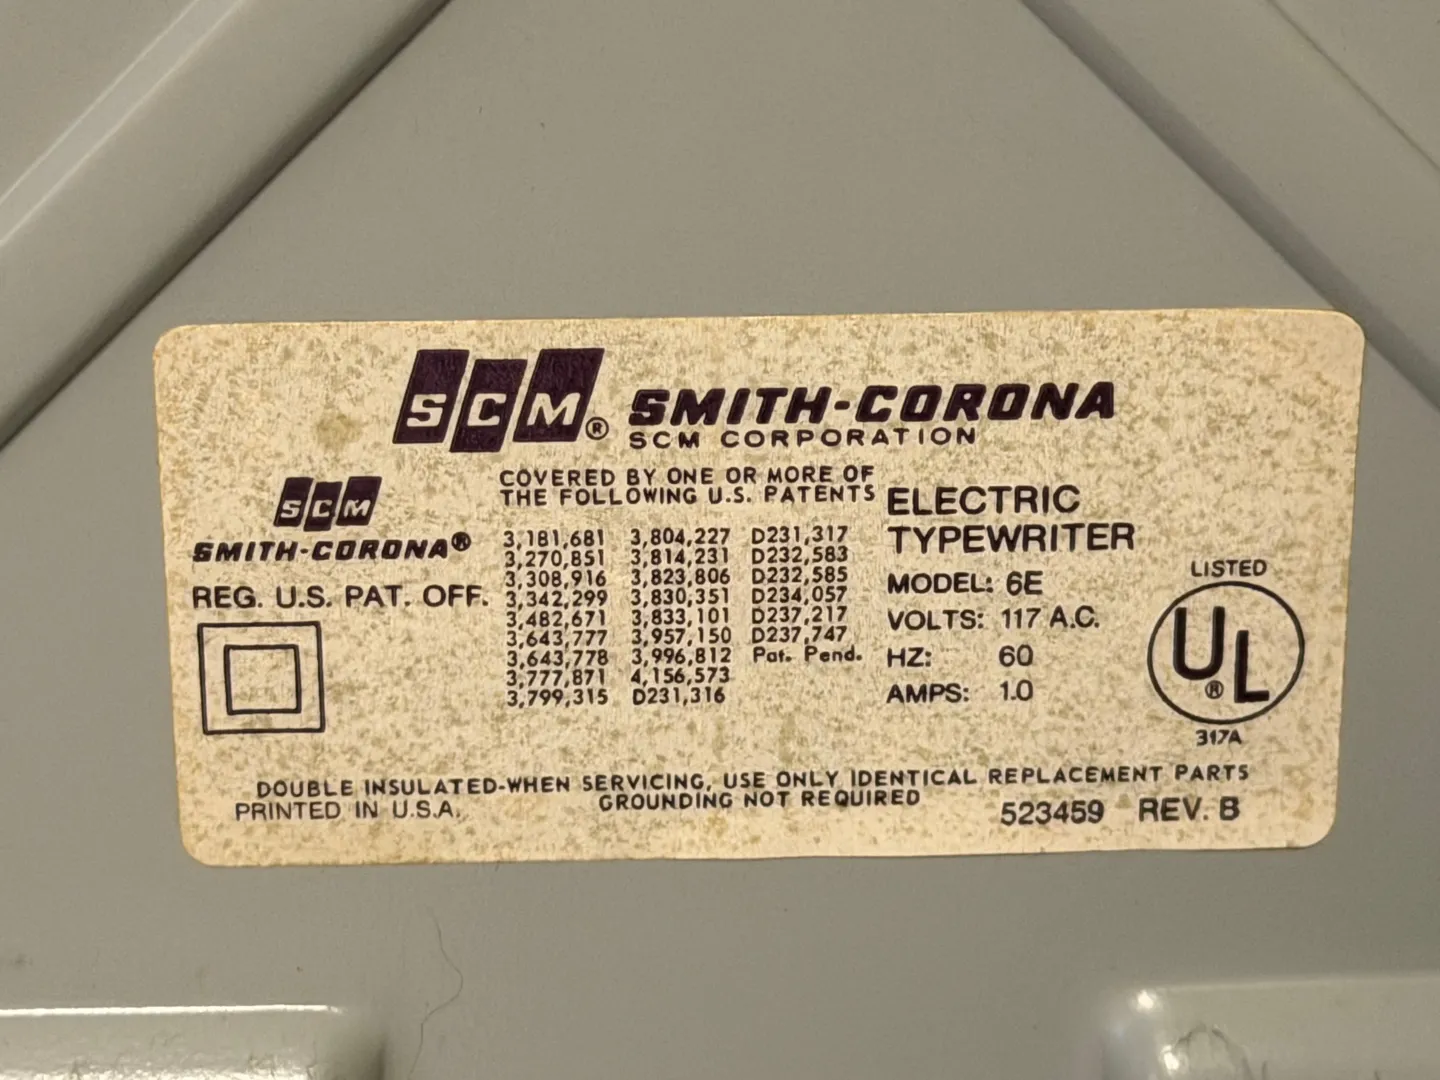 SCM® SMITH-CORONA
SCM CORPORATION
SCM
SMITH-CORONA®
REG. U.S. PAT. OFF.
COVERED BY ONE OR MORE OF
THE FOLLOWING U.S. PATENTS
3,181,681 3,804,227 D231,317
3,270,851 3,814,231 D232,583
3,308,916 3,823,806 D232,585
3,342,299 3,830,351 D234,057
3,482,671 3,833,101 D237,217
3,643,777 3,957,150 D237,747
3,643,778 3,996,812 Pat. Pend.
3,777,871 4,156,573
3,799,315 D231,316
ELECTRIC
TYPEWRITER
MODEL: 6E
VOLTS: 117 A.C.
HZ: 60
AMPS: 1.0
LISTED
UL®
317A
DOUBLE INSULATED-WHEN SERVICING, USE ONLY IDENTICAL REPLACEMENT PARTS
GROUNDING NOT REQUIRED
PRINTED IN U.S.A.
523459 REV. B